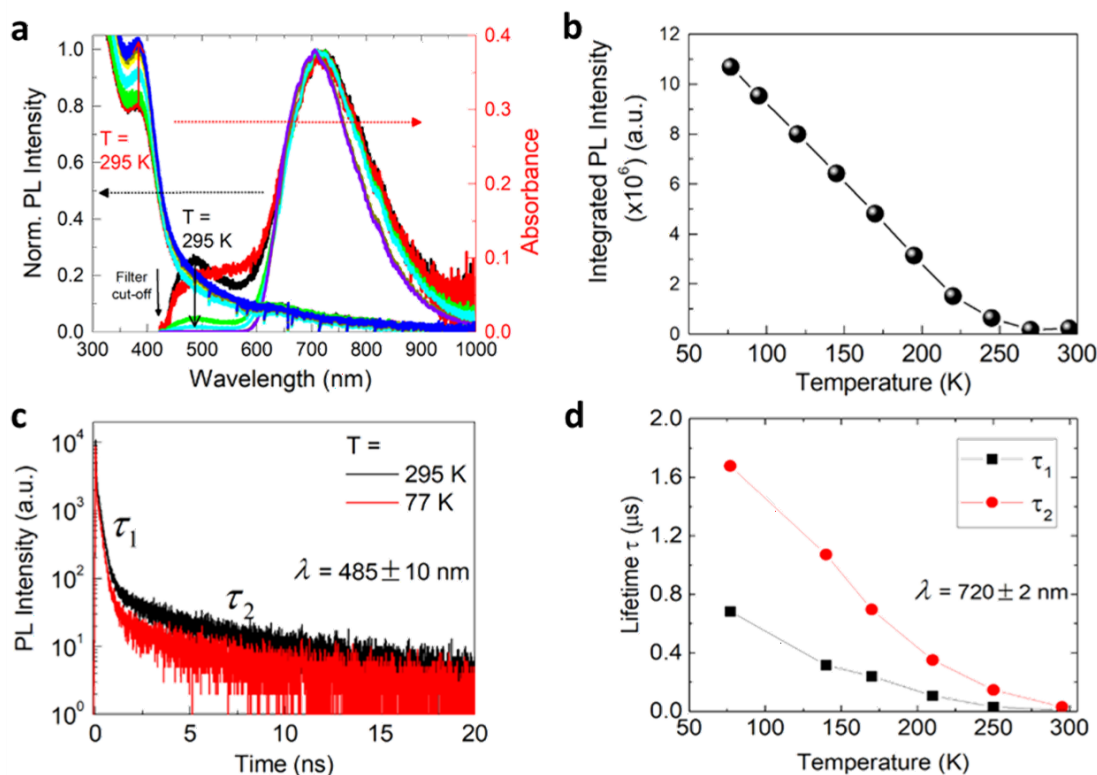 a
1.0
0.8
0.6
0.4
0.2
0.0
Norm. PL Intensity
T =
295 K
T =
295 K
Filter
cut-off
0.4
0.3
0.2
0.1
0.0
Absorbance
300 400 500 600 700 800 900 1000
Wavelength (nm)
b
12
10
8
6
4
2
0
Integrated PL Intensity
(x10⁶) (a.u.)
50 100 150 200 250 300
Temperature (K)
c
10⁴
10³
10²
10¹
10⁰
PL Intensity (a.u.)
T =
295 K
77 K
τ₁
λ = 485 ± 10 nm
τ₂
0 5 10 15 20
Time (ns)
d
2.0
1.6
1.2
0.8
0.4
0.0
Lifetime τ (μs)
τ₁
τ₂
λ = 720 ± 2 nm
50 100 150 200 250 300
Temperature (K)